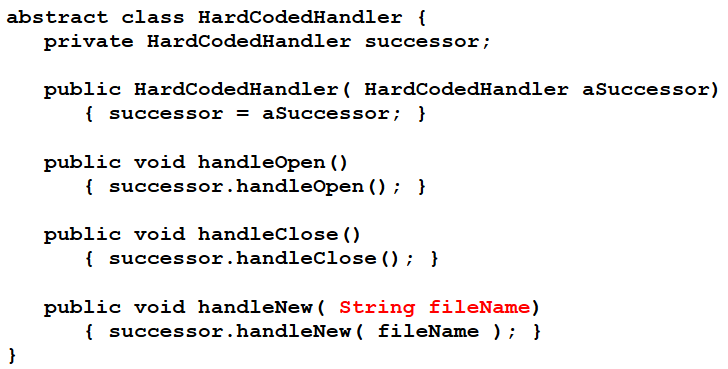 abstract class HardCodedHandler {
   private HardCodedHandler successor;

   public HardCodedHandler( HardCodedHandler aSuccessor)
      { successor = aSuccessor; }

   public void handleOpen()
      { successor.handleOpen(); }

   public void handleClose()
      { successor.handleClose(); }

   public void handleNew( String fileName)
      { successor.handleNew( fileName ); }
}